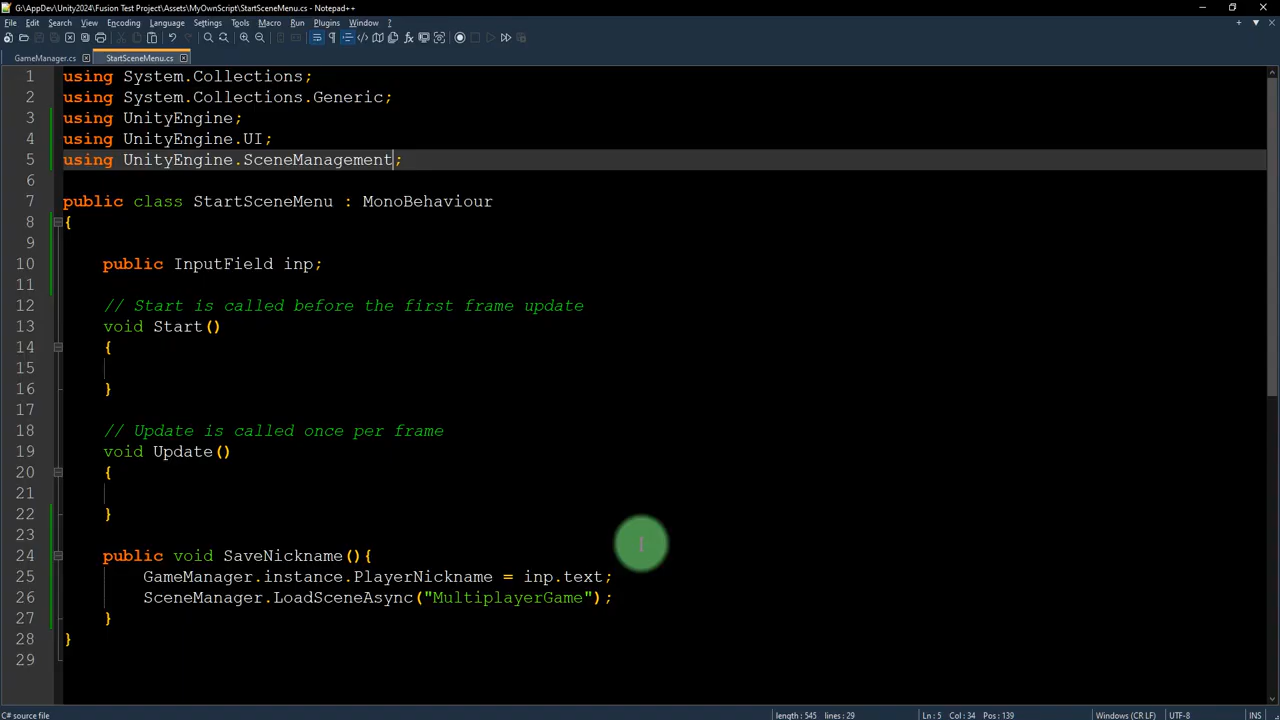 G:\AppDev\Unity2024\Fusion Test Project\Assets\MyOwnScript\StartSceneMenu.cs - Notepad++
File Edit Search View Encoding Language Settings Tools Macro Run Plugins Window ?
GameManager.cs StartSceneMenu.cs
1 using System.Collections;
2 using System.Collections.Generic;
3 using UnityEngine;
4 using UnityEngine.UI;
5 using UnityEngine.SceneManagement;
6
7 public class StartSceneMenu : MonoBehaviour
8 {
9
10 public InputField inp;
11
12 // Start is called before the first frame update
13 void Start()
14 {
15
16 }
17
18 // Update is called once per frame
19 void Update()
20 {
21
22 }
23
24 public void SaveNickname(){
25 GameManager.instance.PlayerNickname = inp.text;
26 SceneManager.LoadSceneAsync("MultiplayerGame");
27 }
28 }
29
C# source file length : 545 lines : 29 Ln : 5 Col : 34 Pos : 139 Windows (CR LF) UTF-8 INS